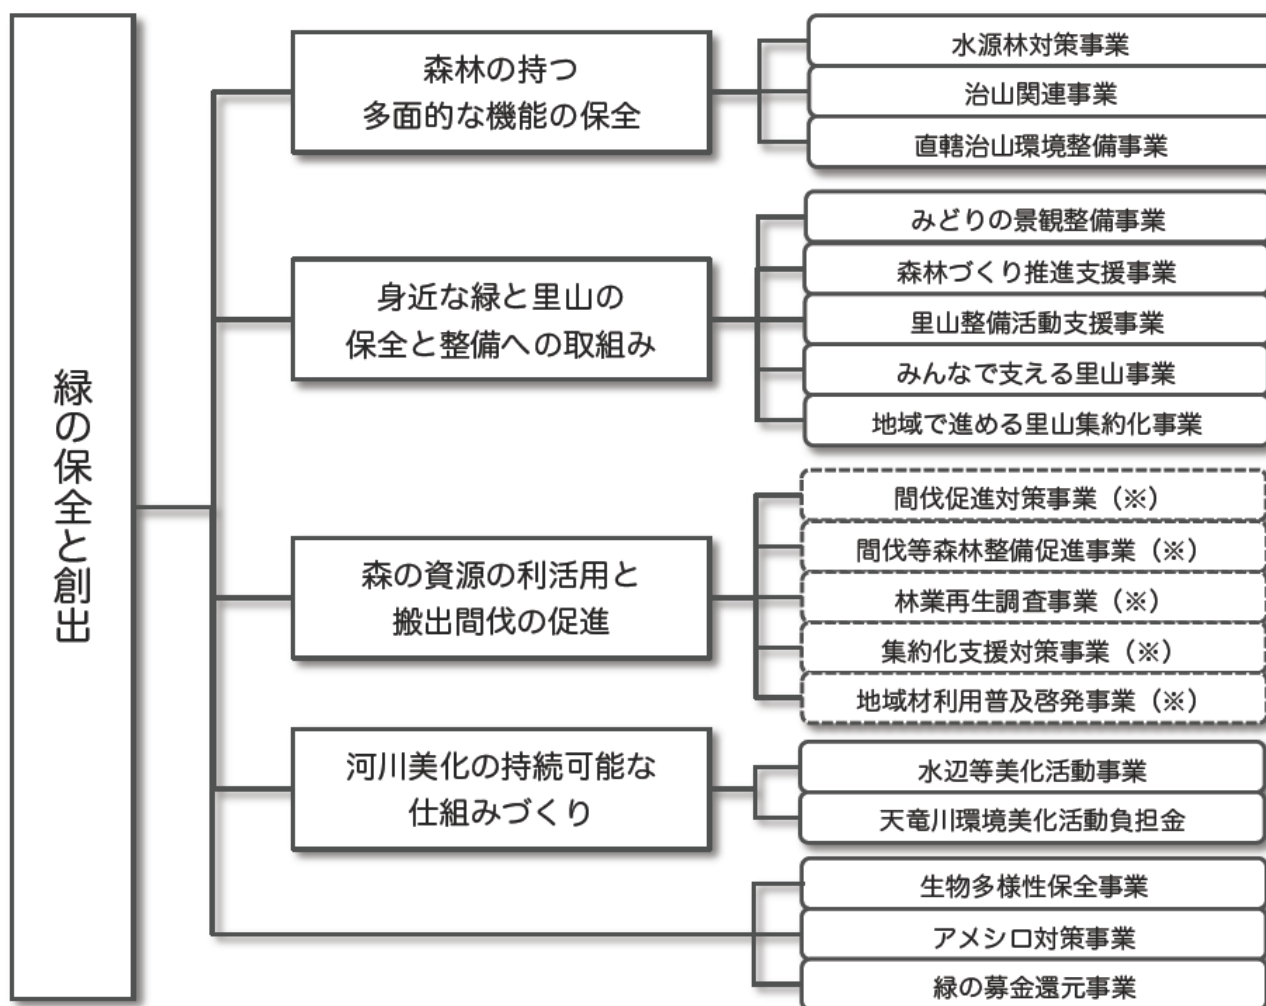 緑の保全と創出
森林の持つ
多面的な機能の保全
水源林対策事業
治山関連事業
直轄治山環境整備事業
身近な緑と里山の
保全と整備への取組み
みどりの景観整備事業
森林づくり推進支援事業
里山整備活動支援事業
みんなで支える里山事業
地域で進める里山集約化事業
森の資源の利活用と
搬出間伐の促進
間伐促進対策事業（※）
間伐等森林整備促進事業（※）
林業再生調査事業（※）
集約化支援対策事業（※）
地域材利用普及啓発事業（※）
河川美化の持続可能な
仕組みづくり
水辺等美化活動事業
天竜川環境美化活動負担金
生物多様性保全事業
アメシロ対策事業
緑の募金還元事業